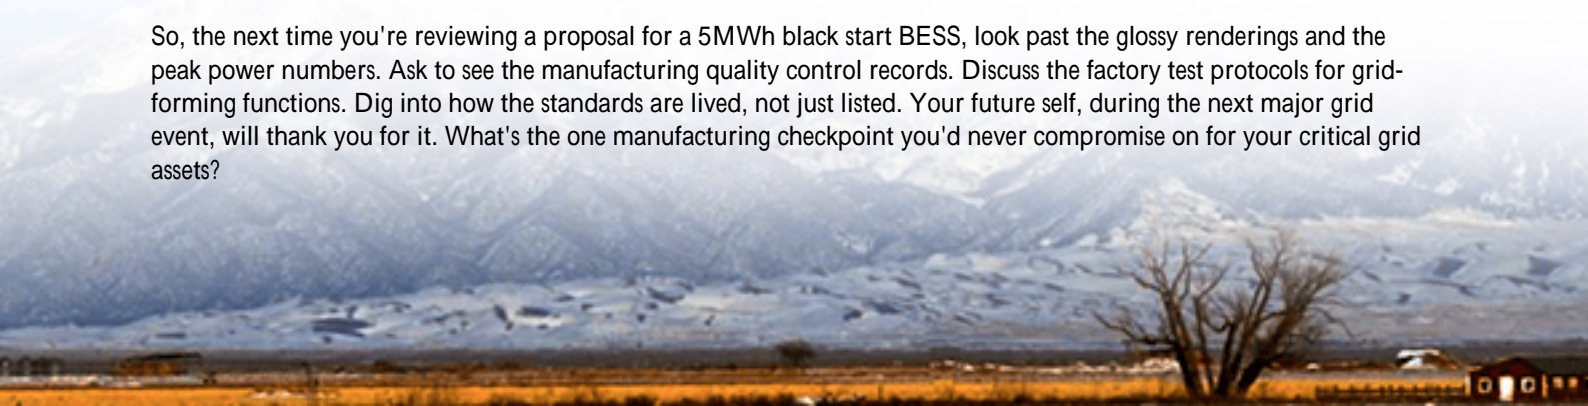 So, the next time you're reviewing a proposal for a 5MWh black start BESS, look past the glossy renderings and the
peak power numbers. Ask to see the manufacturing quality control records. Discuss the factory test protocols for grid-
forming functions. Dig into how the standards are lived, not just listed. Your future self, during the next major grid
event, will thank you for it. What's the one manufacturing checkpoint you'd never compromise on for your critical grid
assets?